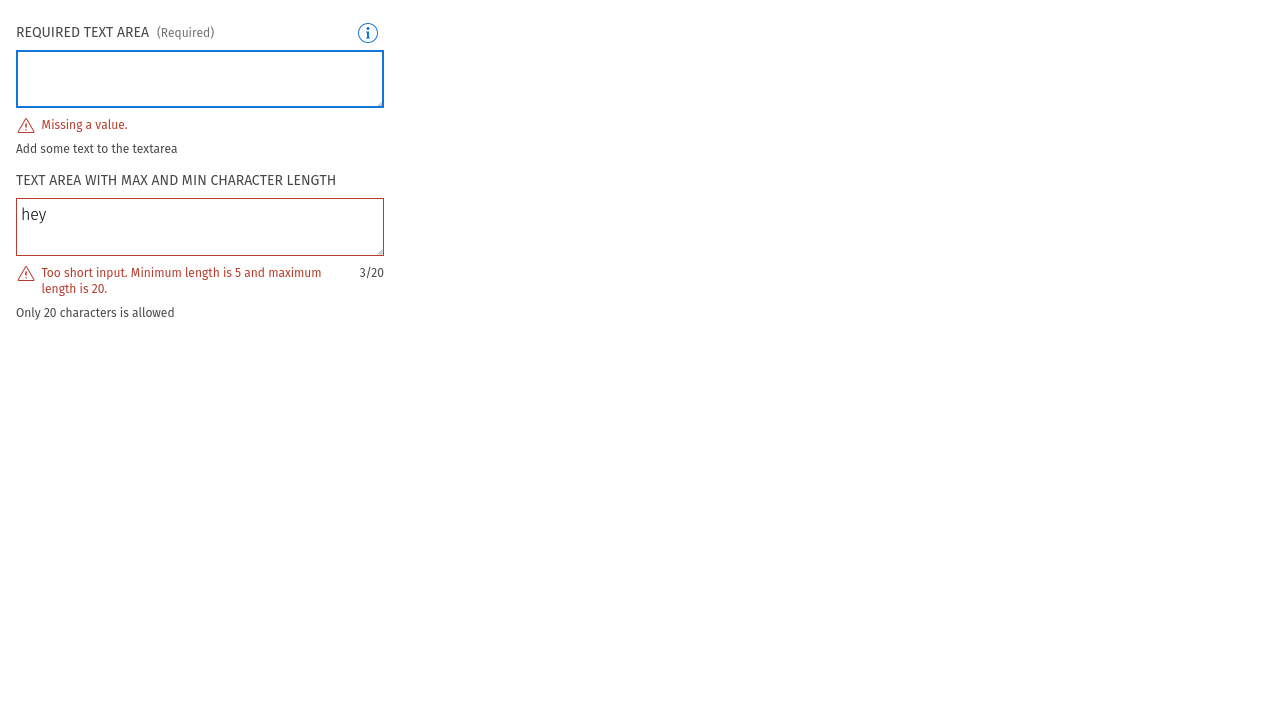 REQUIRED TEXT AREA (Required)
Missing a value.
Add some text to the textarea
TEXT AREA WITH MAX AND MIN CHARACTER LENGTH
hey
Too short input. Minimum length is 5 and maximum 3/20
length is 20.
Only 20 characters is allowed